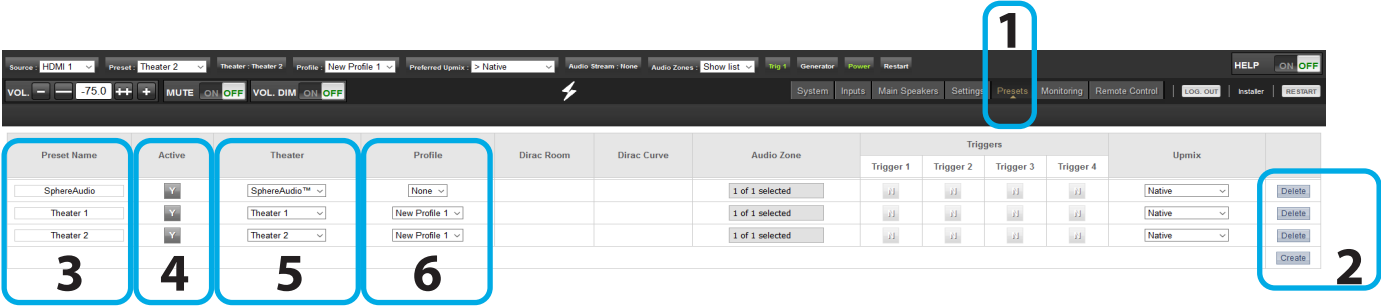 1
Source : HDMI 1 Preset : Theater 2 Theater : Theater 2 Profile : New Profile 1 Preferred Upmix : > Native Audio Stream : None Audio Zones : Show list Trig 1 Generator Power Restart HELP ON OFF
VOL. -75.0 MUTE ON OFF VOL. DIM ON OFF System Inputs Main Speakers Settings Presets Monitoring Remote Control LOG. OUT Installer RESTART
Preset Name Active Theater Profile Dirac Room Dirac Curve Audio Zone Triggers Upmix
Trigger 1 Trigger 2 Trigger 3 Trigger 4
SphereAudio Y SphereAudio™ None 1 of 1 selected N N N N Native Delete
Theater 1 Y Theater 1 New Profile 1 1 of 1 selected N N N N Native Delete
Theater 2 Y Theater 2 New Profile 1 1 of 1 selected N N N N Native Delete
Create
3 4 5 6 2